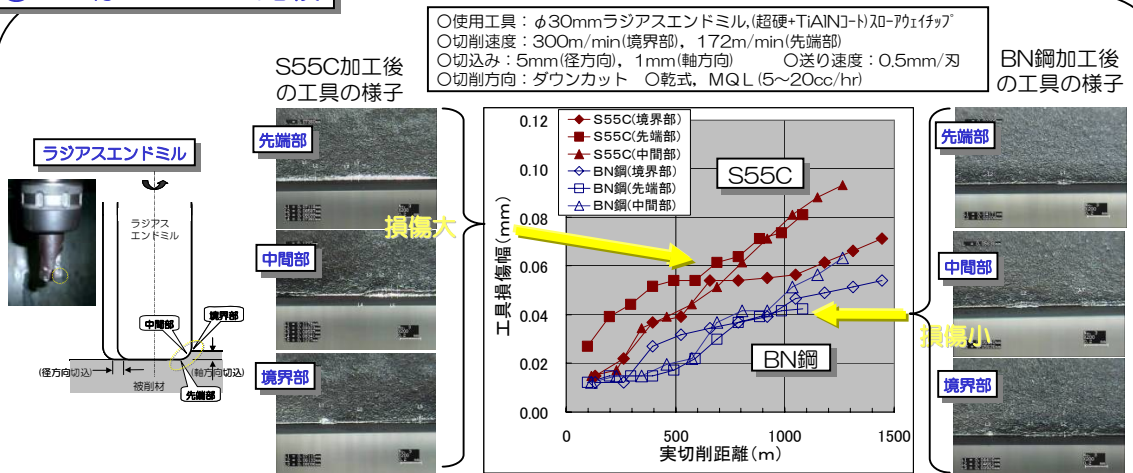 ○使用工具：φ30mmラジアスエンドミル,(超硬+TiAlNｺｰﾄ)ｽﾛｰｱｳｪｲﾁｯﾌﾟ
○切削速度：300m/min(境界部)，172m/min(先端部)
○切込み：5mm(径方向)，1mm(軸方向)　○送り速度：0.5mm/刃
○切削方向：ダウンカット　○乾式，ＭＱＬ(5～20cc/hr)
S55C加工後
の工具の様子
先端部
中間部
境界部
ラジアスエンドミル
ラジアス
エンドミル
中間部
境界部
(径方向切込)
(軸方向切込)
被削材
先端部
損傷大
工具損傷幅(mm)
0.12
0.10
0.08
0.06
0.04
0.02
0.00
S55C(境界部)
S55C(先端部)
S55C(中間部)
BN鋼(境界部)
BN鋼(先端部)
BN鋼(中間部)
S55C
BN鋼
0
500
1000
1500
実切削距離(m)
損傷小
BN鋼加工後
の工具の様子
先端部
中間部
境界部